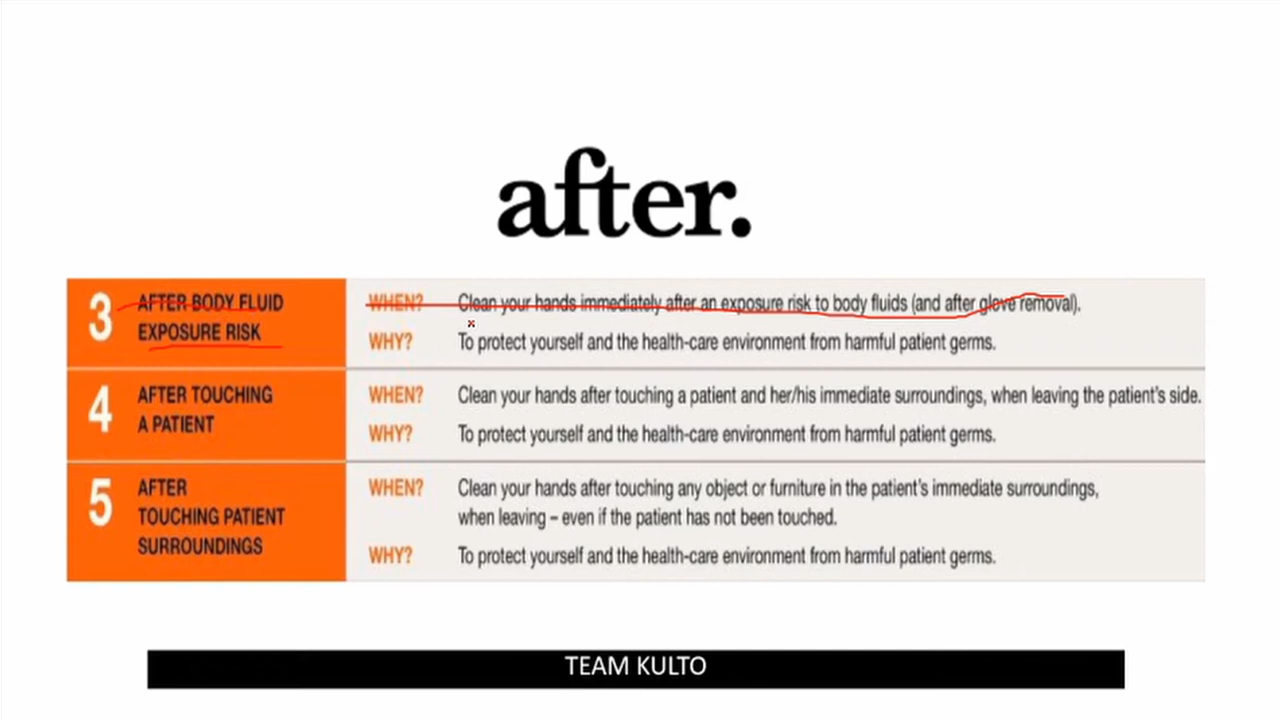 after.
3 AFTER BODY FLUID
EXPOSURE RISK
WHEN? Clean your hands immediately after an exposure risk to body fluids (and after glove removal).
WHY? To protect yourself and the health-care environment from harmful patient germs.
4 AFTER TOUCHING
A PATIENT
WHEN? Clean your hands after touching a patient and her/his immediate surroundings, when leaving the patient's side.
WHY? To protect yourself and the health-care environment from harmful patient germs.
5 AFTER
TOUCHING PATIENT
SURROUNDINGS
WHEN? Clean your hands after touching any object or furniture in the patient's immediate surroundings,
when leaving – even if the patient has not been touched.
WHY? To protect yourself and the health-care environment from harmful patient germs.
TEAM KULTO